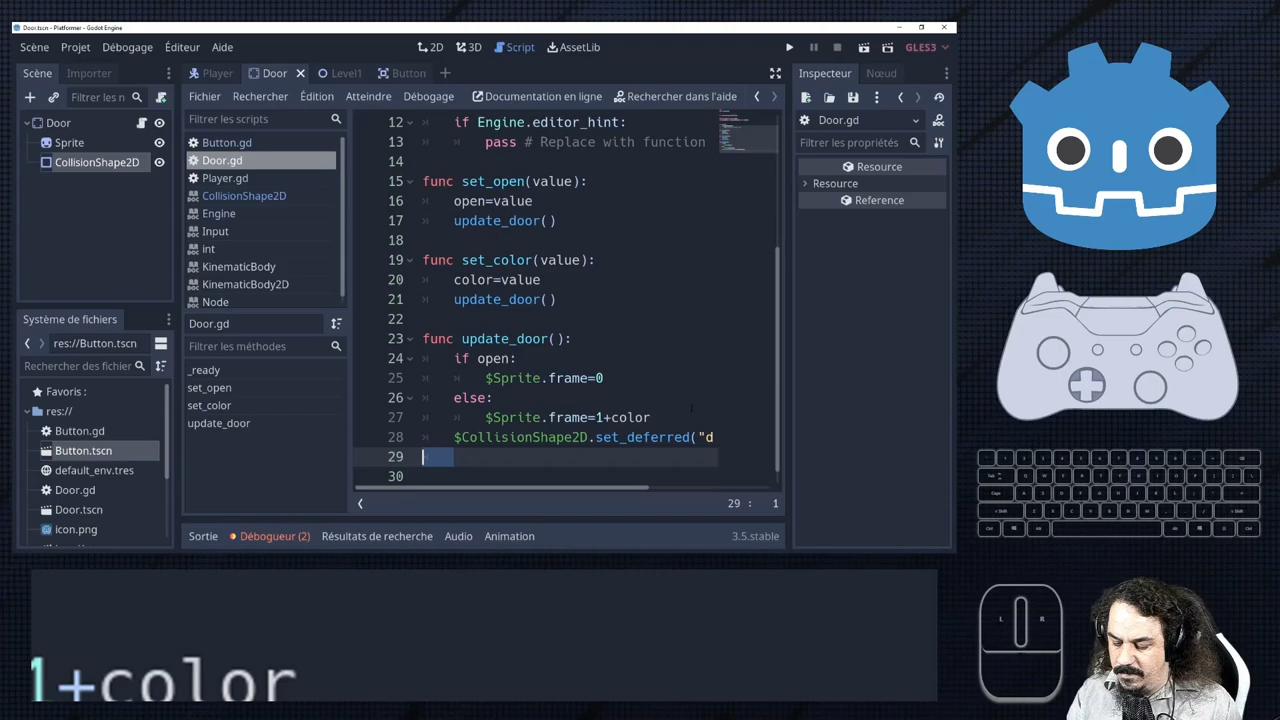 Door.tscn - Platformer - Godot Engine
Scène Projet Débogage Éditeur Aide
2D 3D Script AssetLib
GLES3
Scène Importer
Player Door Level1 Button
Inspecteur Nœud
Filtrer les n
Fichier Rechercher Édition Atteindre Débogage Documentation en ligne Rechercher dans l'aide
Door
Sprite
CollisionShape2D
Filtrer les scripts
Button.gd
Door.gd
Player.gd
CollisionShape2D
Engine
Input
int
KinematicBody
KinematicBody2D
Node
Door.gd
Filtrer les méthodes
_ready
set_open
set_color
update_door
12 if Engine.editor_hint:
13 pass # Replace with function
14
15 func set_open(value):
16 open=value
17 update_door()
18
19 func set_color(value):
20 color=value
21 update_door()
22
23 func update_door():
24 if open:
25 $Sprite.frame=0
26 else:
27 $Sprite.frame=1+color
28 $CollisionShape2D.set_deferred("d
29
30
29 : 1
Door.gd
Filtrer les propriétés
Resource
Resource
Reference
Système de fichiers
res://Button.tscn
Rechercher des fichier
Favoris :
res://
Button.gd
Button.tscn
default_env.tres
Door.gd
Door.tscn
icon.png
Sortie Débogueur (2) Résultats de recherche Audio Animation 3.5.stable
1+color
L R